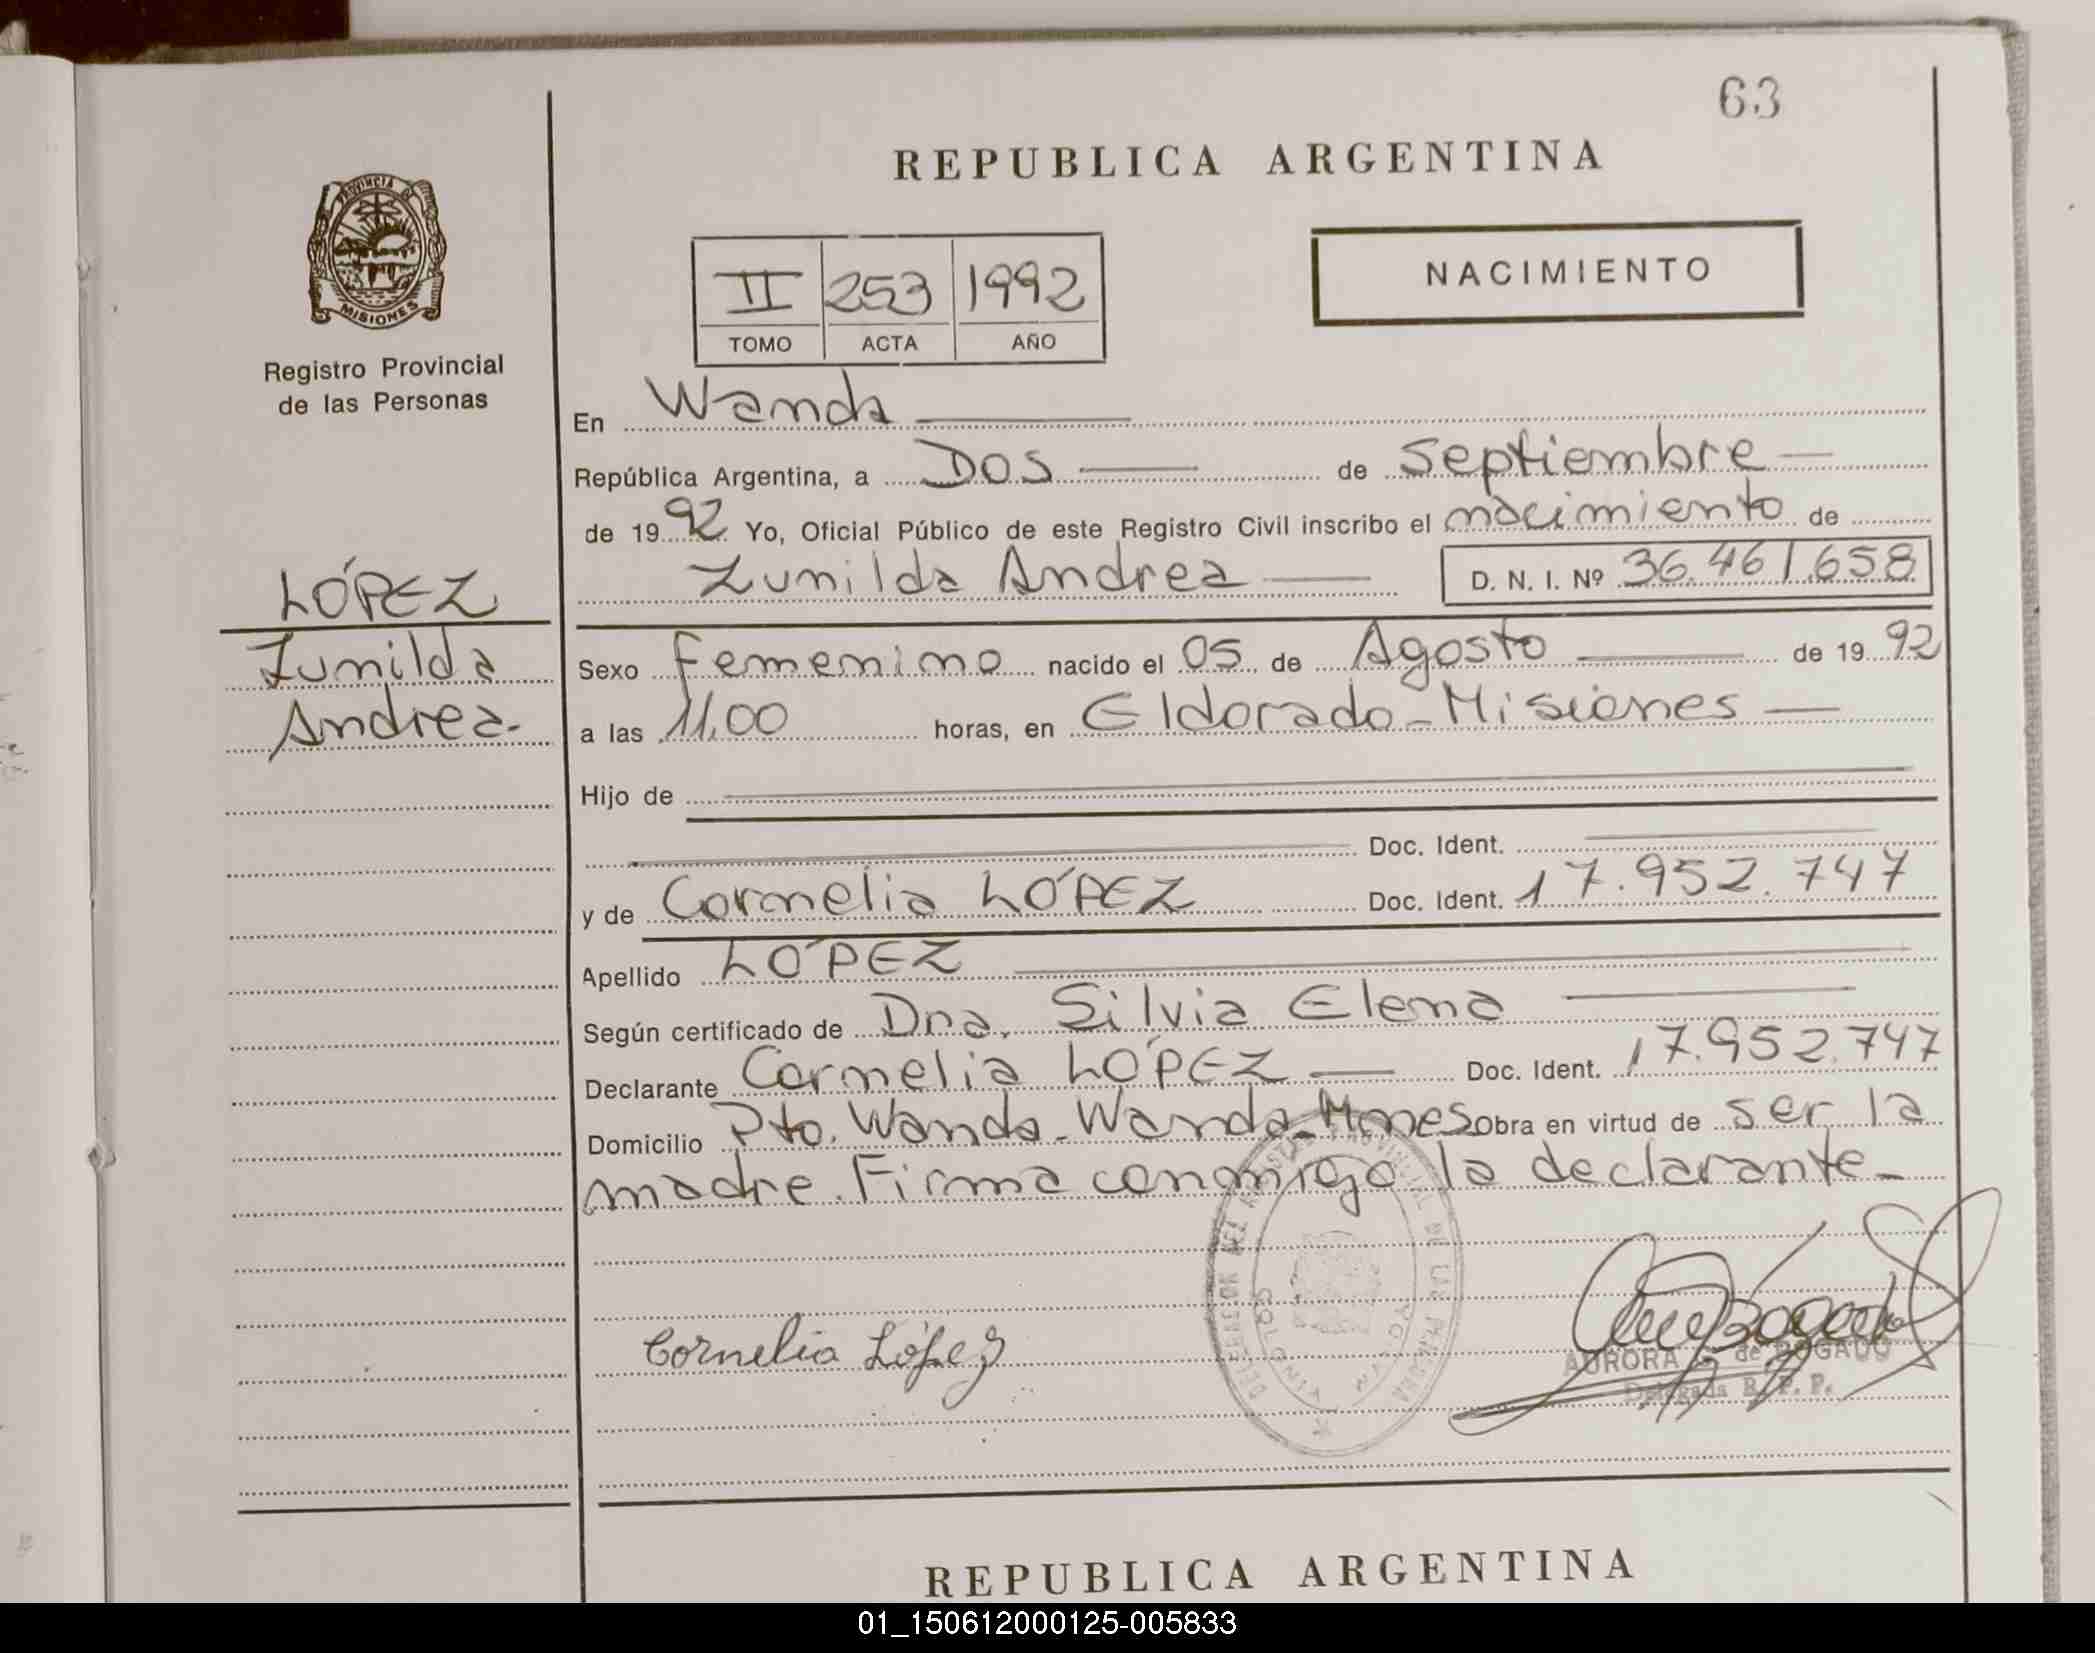 63
REPUBLICA ARGENTINA
PROVINCIA DE
MISIONES
Registro Provincial
de las Personas
NACIMIENTO
II 253 1992
TOMO ACTA AÑO
En Wanda
República Argentina, a Dos de Septiembre
de 1992 Yo, Oficial Público de este Registro Civil inscribo el nacimiento de
Zunilda Andrea D. N. I. Nº 36.461.658
LÓPEZ
Zunilda
Andrea.
Sexo Femenino nacido el 05 de Agosto de 1992
a las 11,00 horas, en Eldorado-Misiones
Hijo de
Doc. Ident.
y de Cornelia LÓPEZ Doc. Ident. 17.952.747
Apellido LÓPEZ
Según certificado de Dna. Silvia Elena
Declarante Cornelia LÓPEZ Doc. Ident. 17.952.747
Domicilio Pto. Wanda-Wanda-Mnes Obra en virtud de ser la
madre. Firma conmigo la declarante-
Cornelia López
AURORA de BOGADO
Delegada R. P. P.
REPUBLICA ARGENTINA
01_150612000125-005833